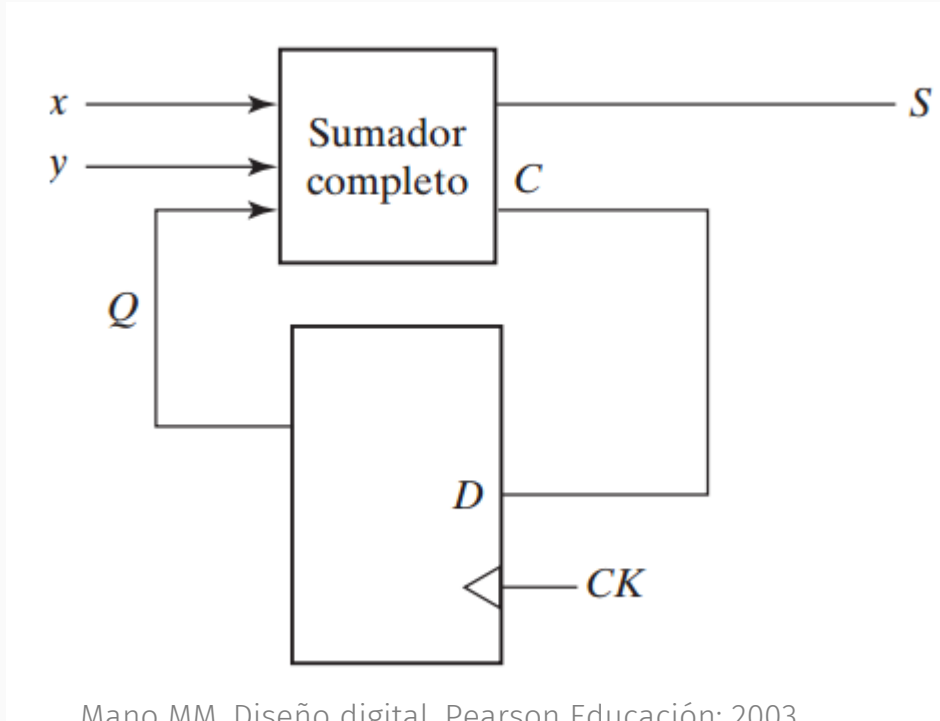 x
S
Sumador
y
completo
C
Q
D
CK
Mano MM. Diseño digital. Pearson Educación; 2003